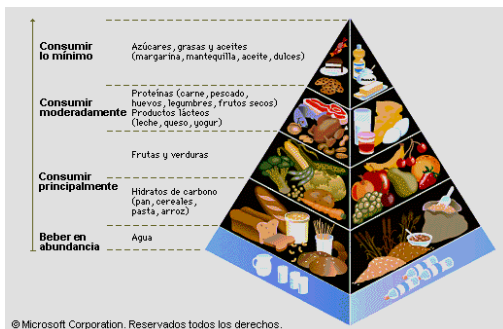 Consumir
lo mínimo
Azúcares, grasas y aceites
(margarina, mantequilla, aceite, dulces)
Consumir
moderadamente
Proteínas (carne, pescado,
huevos, legumbres, frutos secos)
Productos lácteos
(leche, queso, yogur)
Consumir
principalmente
Frutas y verduras
Hidratos de carbono
(pan, cereales,
pasta, arroz)
Beber en
abundancia
Agua
© Microsoft Corporation. Reservados todos los derechos.